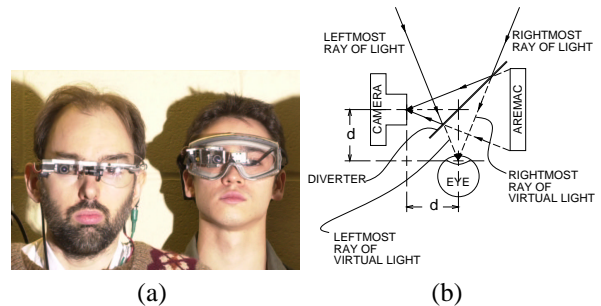 LEFTMOST
RAY OF LIGHT
RIGHTMOST
RAY OF LIGHT
CAMERA
AREMAC
d
DIVERTER
EYE
d
RIGHTMOST
RAY OF
VIRTUAL LIGHT
LEFTMOST
RAY OF
VIRTUAL LIGHT
(a)
(b)